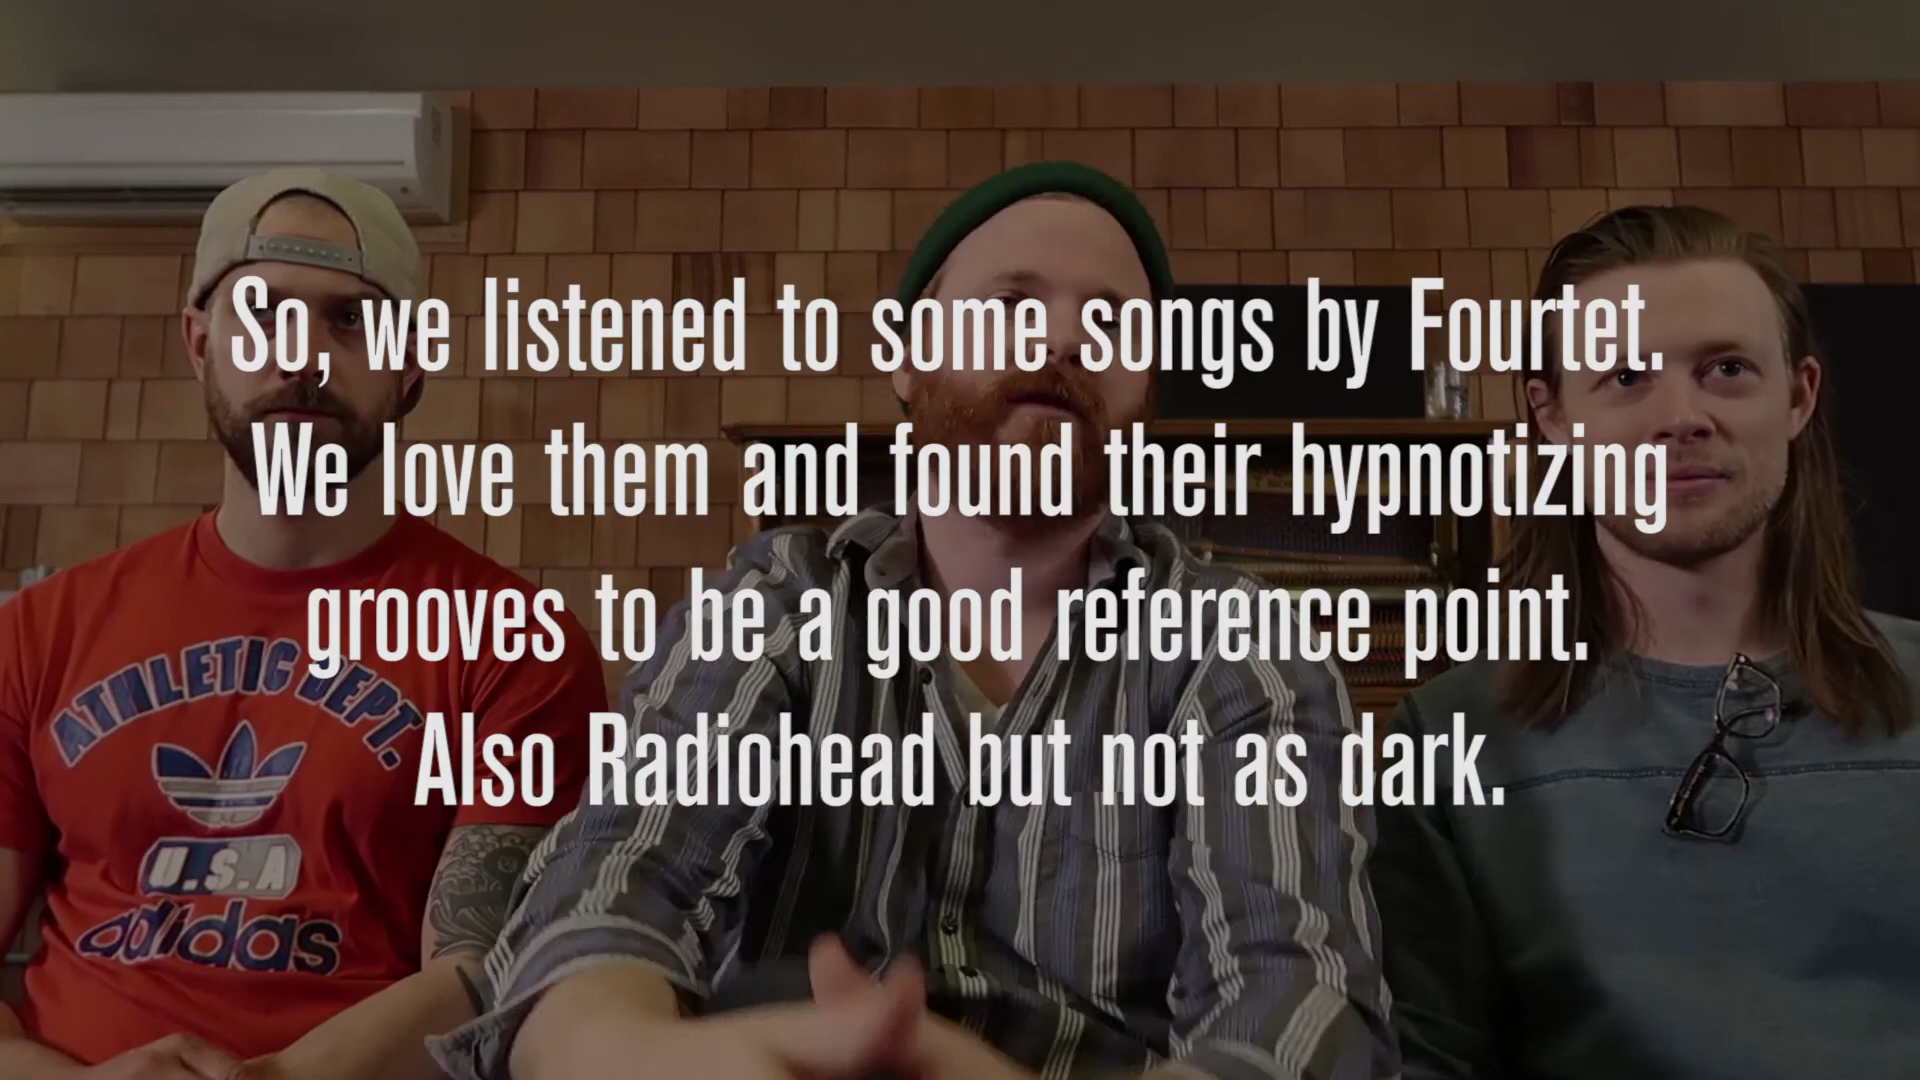 So, we listened to some songs by Fourtet.
We love them and found their hypnotizing
grooves to be a good reference point.
Also Radiohead but not as dark.
ATHLETIC DEPT.
U.S.A
adidas